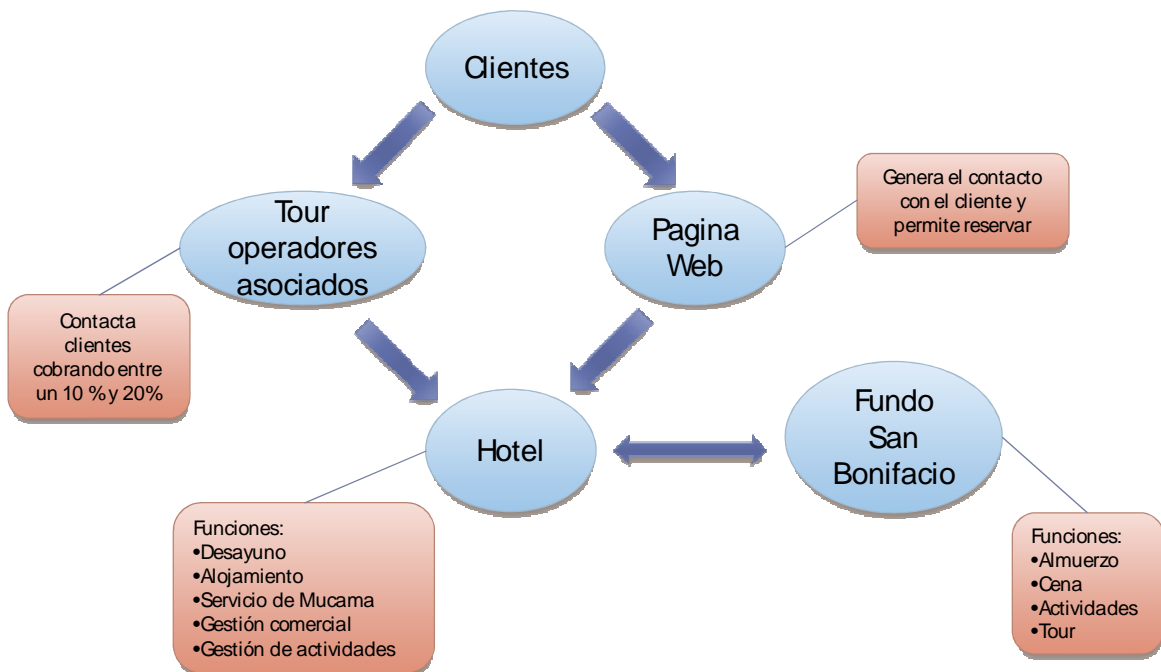 Clientes
Tour
operadores
asociados
Pagina
Web
Genera el contacto
con el cliente y
permite reservar
Contacta
clientes
cobrando entre
un 10 % y 20%
Hotel
Fundo
San
Bonifacio
Funciones:
•Desayuno
•Alojamiento
•Servicio de Mucama
•Gestión comercial
•Gestión de actividades
Funciones:
•Almuerzo
•Cena
•Actividades
•Tour